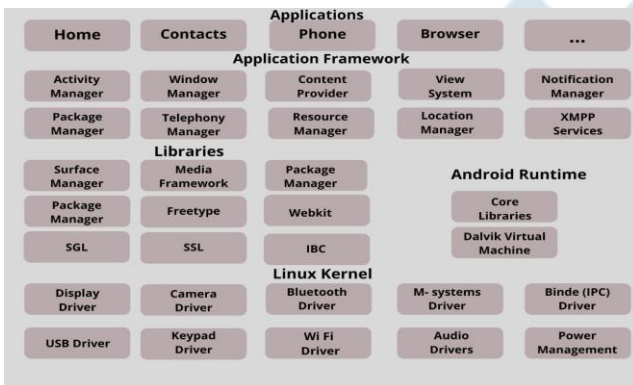 Applications
Home Contacts Phone Browser ...
Application Framework
Activity Manager Window Manager Content Provider View System Notification Manager
Package Manager Telephony Manager Resource Manager Location Manager XMPP Services
Libraries
Surface Manager Media Framework Package Manager
Android Runtime
Package Manager Freetype Webkit
Core Libraries
SGL SSL IBC
Dalvik Virtual Machine
Linux Kernel
Display Driver Camera Driver Bluetooth Driver M- systems Driver Binde (IPC) Driver
USB Driver Keypad Driver Wi Fi Driver Audio Drivers Power Management